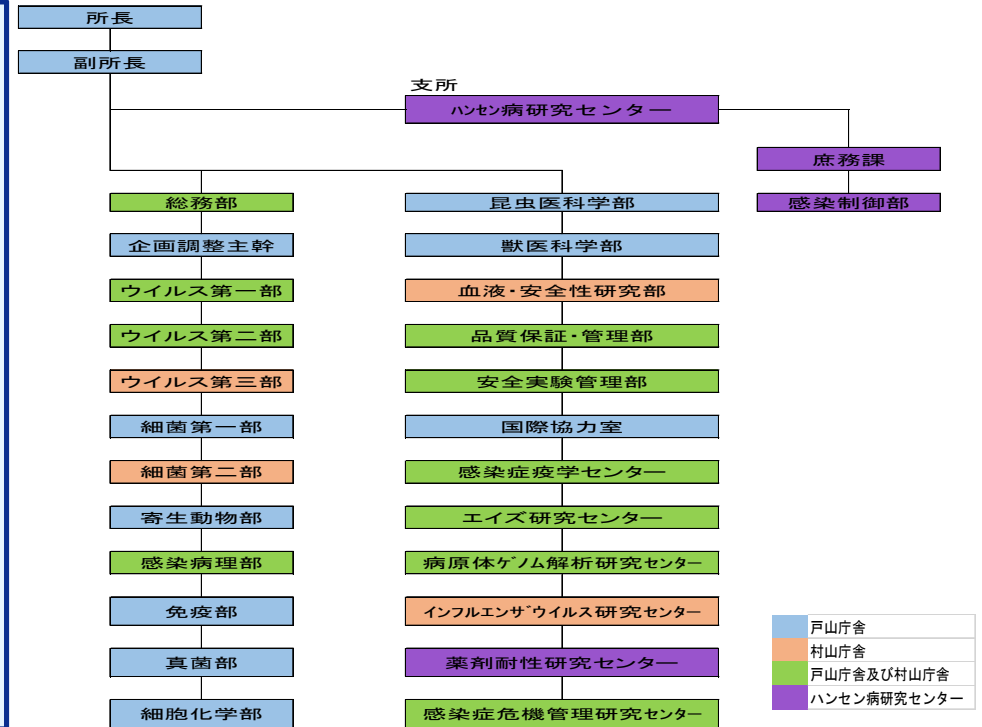 所長
副所長
支所
ハンセン病研究センター
庶務課
感染制御部
総務部
企画調整主幹
ウイルス第一部
ウイルス第二部
ウイルス第三部
細菌第一部
細菌第二部
寄生動物部
感染病理部
免疫部
真菌部
細胞化学部
昆虫医科学部
獣医科学部
血液・安全性研究部
品質保証・管理部
安全実験管理部
国際協力室
感染症疫学センター
エイズ研究センター
病原体ゲノム解析研究センター
インフルエンザウイルス研究センター
薬剤耐性研究センター
感染症危機管理研究センター
戸山庁舎
村山庁舎
戸山庁舎及び村山庁舎
ハンセン病研究センター